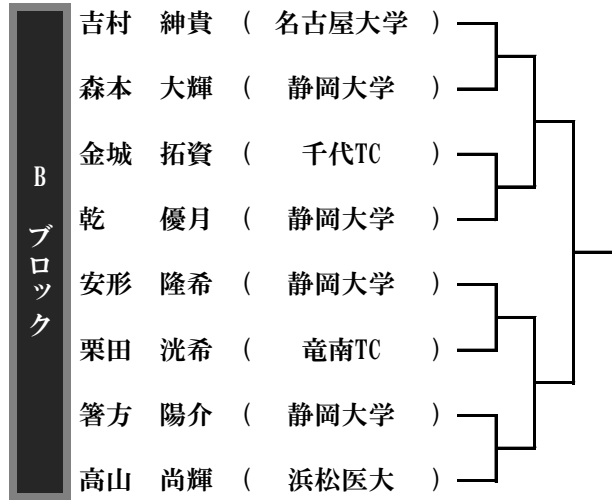 B ブロック
吉村 紳貴 ( 名古屋大学 )
森本 大輝 ( 静岡大学 )
金城 拓資 ( 千代TC )
乾 優月 ( 静岡大学 )
安形 隆希 ( 静岡大学 )
栗田 洸希 ( 竜南TC )
箸方 陽介 ( 静岡大学 )
高山 尚輝 ( 浜松医大 )